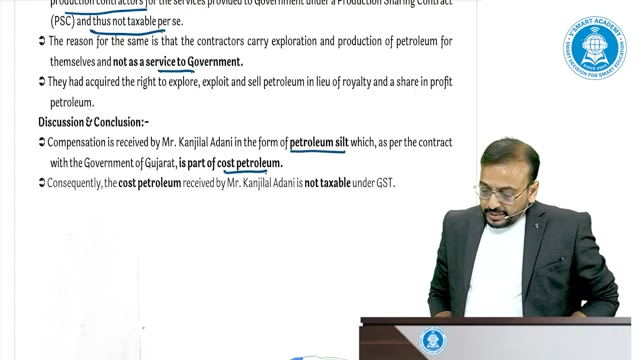 production contractors for the services provided to Government under a Production Sharing Contract
(PSC) and thus not taxable per se.
➲ The reason for the same is that the contractors carry exploration and production of petroleum for
themselves and not as a service to Government.
➲ They had acquired the right to explore, exploit and sell petroleum in lieu of royalty and a share in profit
petroleum.
Discussion & Conclusion:-
➲ Compensation is received by Mr. Kanjilal Adani in the form of petroleum silt which, as per the contract
with the Government of Gujarat, is part of cost petroleum.
➲ Consequently, the cost petroleum received by Mr. Kanjilal Adani is not taxable under GST.
V SMART ACADEMY
SMART DECISION FOR SMART EDUCATION